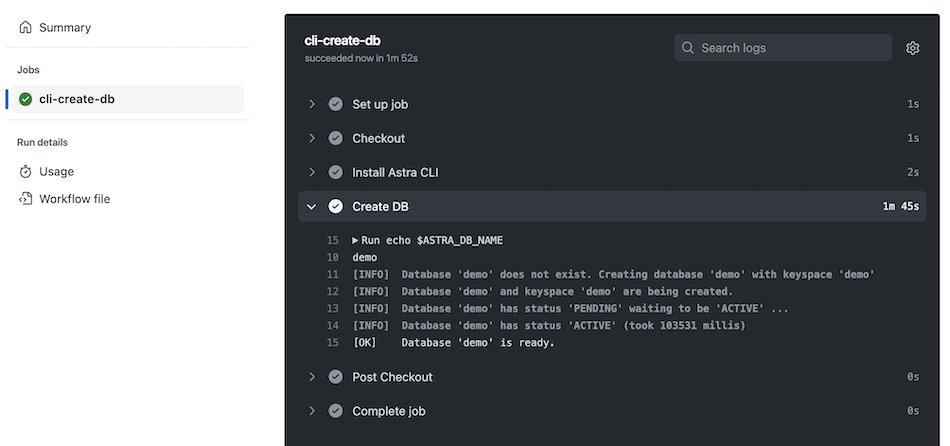 Summary
Jobs
cli-create-db
Run details
Usage
Workflow file
cli-create-db
succeeded now in 1m 52s
Search logs
Set up job 1s
Checkout 1s
Install Astra CLI 2s
Create DB 1m 45s
15 Run echo $ASTRA_DB_NAME
10 demo
11 [INFO] Database 'demo' does not exist. Creating database 'demo' with keyspace 'demo'
12 [INFO] Database 'demo' and keyspace 'demo' are being created.
13 [INFO] Database 'demo' has status 'PENDING' waiting to be 'ACTIVE' ...
14 [INFO] Database 'demo' has status 'ACTIVE' (took 103531 millis)
15 [OK] Database 'demo' is ready.
Post Checkout 0s
Complete job 0s